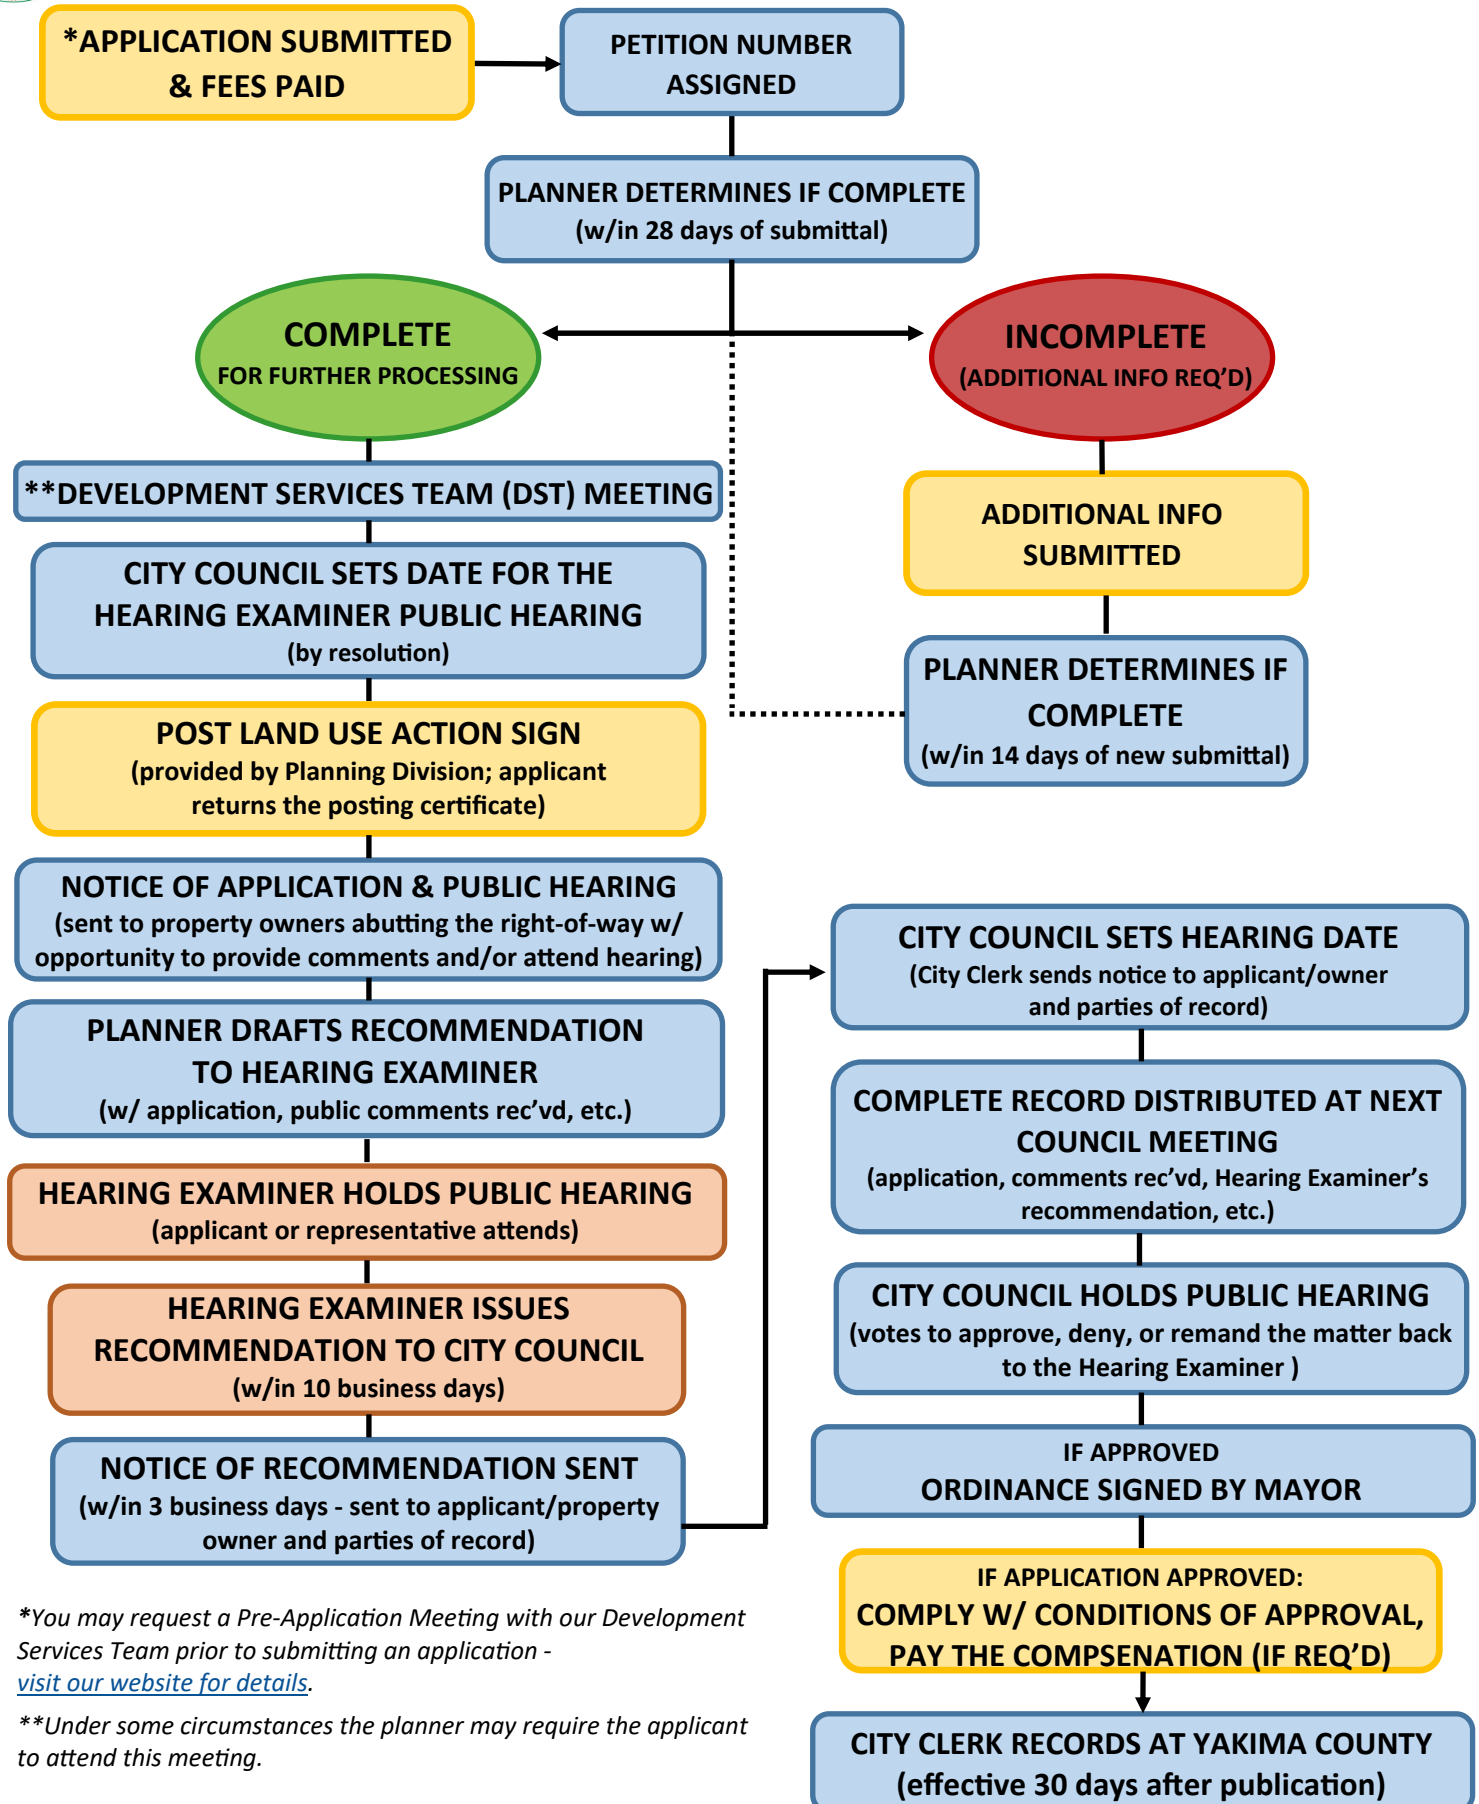 *APPLICATION SUBMITTED
& FEES PAID
PETITION NUMBER
ASSIGNED
PLANNER DETERMINES IF COMPLETE
(w/in 28 days of submittal)
COMPLETE
FOR FURTHER PROCESSING
INCOMPLETE
(ADDITIONAL INFO REQ’D)
**DEVELOPMENT SERVICES TEAM (DST) MEETING
CITY COUNCIL SETS DATE FOR THE
HEARING EXAMINER PUBLIC HEARING
(by resolution)
POST LAND USE ACTION SIGN
(provided by Planning Division; applicant
returns the posting certificate)
NOTICE OF APPLICATION & PUBLIC HEARING
(sent to property owners abutting the right-of-way w/
opportunity to provide comments and/or attend hearing)
PLANNER DRAFTS RECOMMENDATION
TO HEARING EXAMINER
(w/ application, public comments rec’vd, etc.)
HEARING EXAMINER HOLDS PUBLIC HEARING
(applicant or representative attends)
HEARING EXAMINER ISSUES
RECOMMENDATION TO CITY COUNCIL
(w/in 10 business days)
NOTICE OF RECOMMENDATION SENT
(w/in 3 business days - sent to applicant/property
owner and parties of record)
ADDITIONAL INFO
SUBMITTED
PLANNER DETERMINES IF
COMPLETE
(w/in 14 days of new submittal)
CITY COUNCIL SETS HEARING DATE
(City Clerk sends notice to applicant/owner
and parties of record)
COMPLETE RECORD DISTRIBUTED AT NEXT
COUNCIL MEETING
(application, comments rec’vd, Hearing Examiner’s
recommendation, etc.)
CITY COUNCIL HOLDS PUBLIC HEARING
(votes to approve, deny, or remand the matter back
to the Hearing Examiner )
IF APPROVED
ORDINANCE SIGNED BY MAYOR
IF APPLICATION APPROVED:
COMPLY W/ CONDITIONS OF APPROVAL,
PAY THE COMPSENATION (IF REQ’D)
CITY CLERK RECORDS AT YAKIMA COUNTY
(effective 30 days after publication)
*You may request a Pre-Application Meeting with our Development
Services Team prior to submitting an application -
visit our website for details.
**Under some circumstances the planner may require the applicant
to attend this meeting.